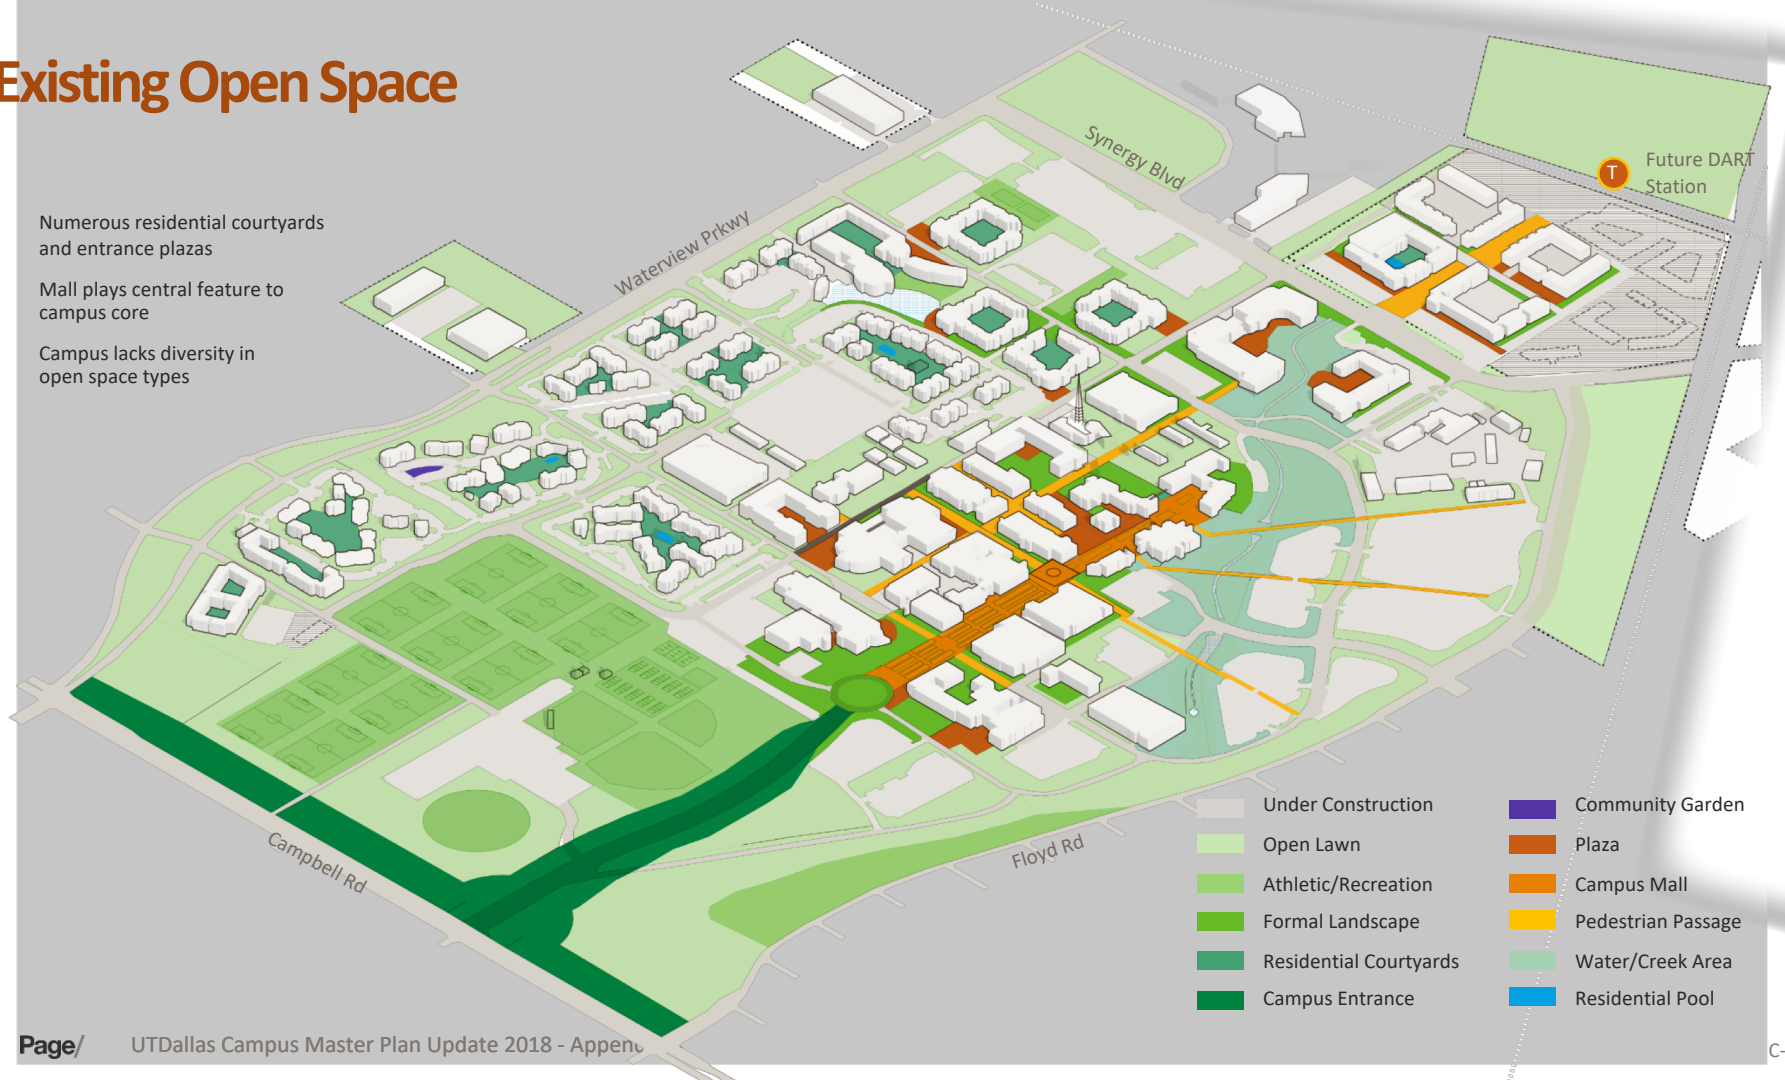 Existing Open Space
Numerous residential courtyards
and entrance plazas
Mall plays central feature to
campus core
Campus lacks diversity in
open space types
Synergy Blvd
Waterview Prkwy
Future DART
Station
T
Campbell Rd
Floyd Rd
Under Construction
Open Lawn
Athletic/Recreation
Formal Landscape
Residential Courtyards
Campus Entrance
Community Garden
Plaza
Campus Mall
Pedestrian Passage
Water/Creek Area
Residential Pool
Page/
UTDallas Campus Master Plan Update 2018 - Appen
C-